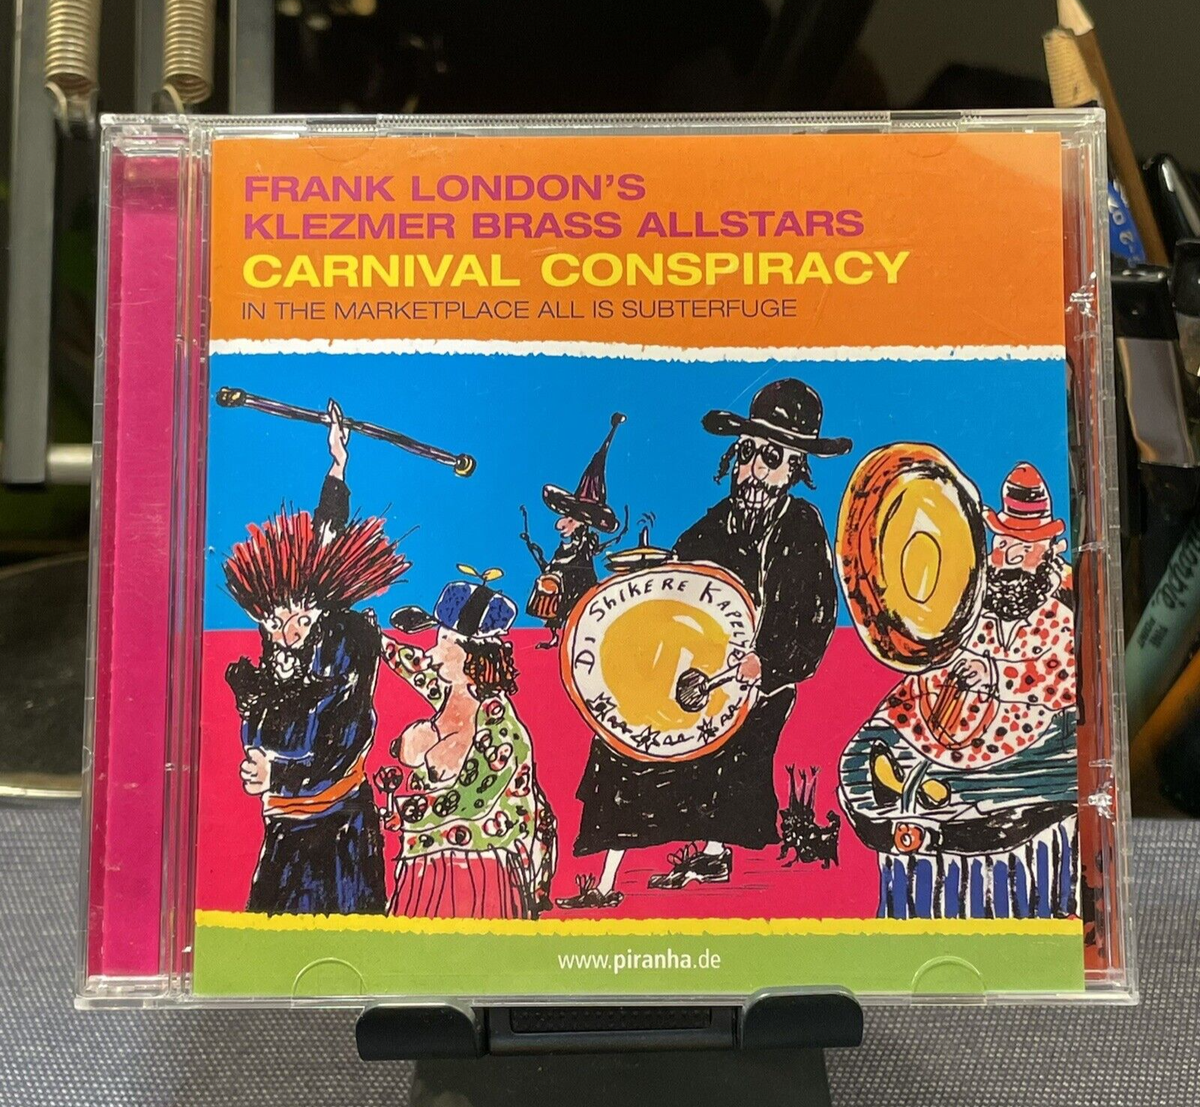 FRANK LONDON'S
KLEZMER BRASS ALLSTARS
CARNIVAL CONSPIRACY
IN THE MARKETPLACE ALL IS SUBTERFUGE
DI SHIKERE KAPELYE
www.piranha.de